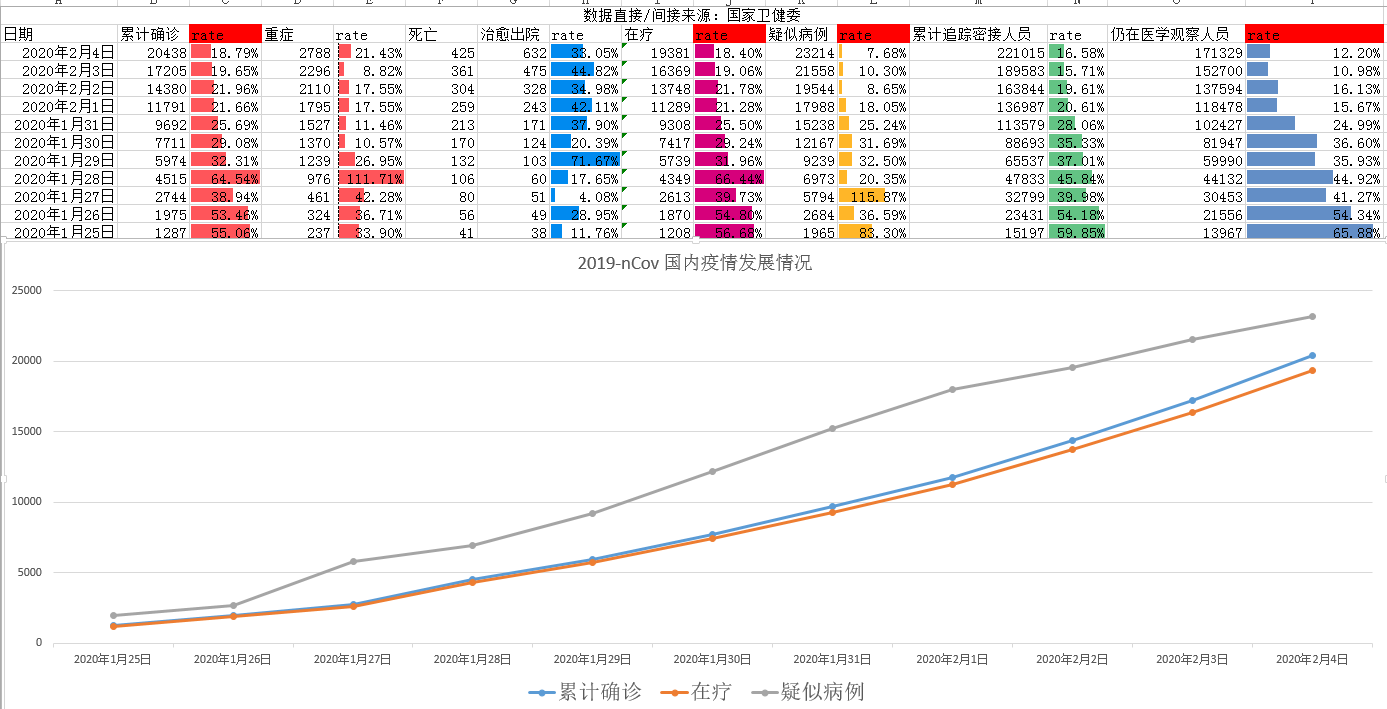 数据直接/间接来源：国家卫健委
日期 累计确诊 rate 重症 rate 死亡 治愈出院 rate 在疗 rate 疑似病例 rate 累计追踪密接人员 rate 仍在医学观察人员 rate
2020年2月4日 20438 18.79% 2788 21.43% 425 632 33.05% 19381 18.40% 23214 7.68% 221015 16.58% 171329 12.20%
2020年2月3日 17205 19.65% 2296 8.82% 361 475 44.82% 16369 19.06% 21558 10.30% 189583 15.71% 152700 10.98%
2020年2月2日 14380 21.96% 2110 17.55% 304 328 34.98% 13748 21.78% 19544 8.65% 163844 19.61% 137594 16.13%
2020年2月1日 11791 21.66% 1795 17.55% 259 243 42.11% 11289 21.28% 17988 18.05% 136987 20.61% 118478 15.67%
2020年1月31日 9692 25.69% 1527 11.46% 213 171 37.90% 9308 25.50% 15238 25.24% 113579 28.06% 102427 24.99%
2020年1月30日 7711 29.08% 1370 10.57% 170 124 20.39% 7417 29.24% 12167 31.69% 88693 35.33% 81947 36.60%
2020年1月29日 5974 32.31% 1239 26.95% 132 103 71.67% 5739 31.96% 9239 32.50% 65537 37.01% 59990 35.93%
2020年1月28日 4515 64.54% 976 111.71% 106 60 17.65% 4349 66.44% 6973 20.35% 47833 45.84% 44132 44.92%
2020年1月27日 2744 38.94% 461 42.28% 80 51 4.08% 2613 39.73% 5794 115.87% 32799 39.98% 30453 41.27%
2020年1月26日 1975 53.46% 324 36.71% 56 49 28.95% 1870 54.80% 2684 36.59% 23431 54.18% 21556 54.34%
2020年1月25日 1287 55.06% 237 33.90% 41 38 11.76% 1208 56.68% 1965 83.30% 15197 59.85% 13967 65.88%
2019-nCov 国内疫情发展情况
25000
20000
15000
10000
5000
0
2020年1月25日 2020年1月26日 2020年1月27日 2020年1月28日 2020年1月29日 2020年1月30日 2020年1月31日 2020年2月1日 2020年2月2日 2020年2月3日 2020年2月4日
累计确诊 在疗 疑似病例